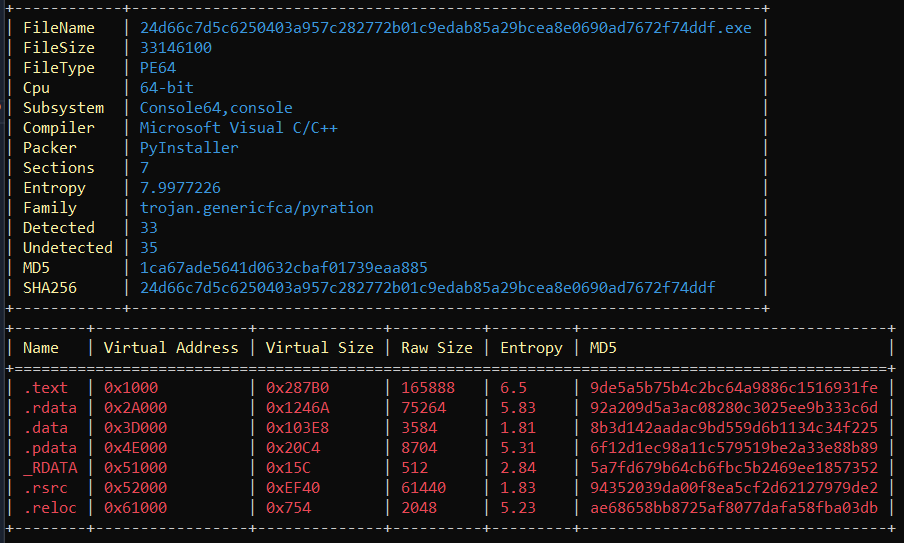 FileName | 24d66c7d5c6250403a957c282772b01c9edab85a29bcea8e0690ad7672f74ddf.exe
FileSize | 33146100
FileType | PE64
Cpu | 64-bit
Subsystem | Console64,console
Compiler | Microsoft Visual C/C++
Packer | PyInstaller
Sections | 7
Entropy | 7.9977226
Family | trojan.genericfca/pyration
Detected | 33
Undetected | 35
MD5 | 1ca67ade5641d0632cbaf01739eaa885
SHA256 | 24d66c7d5c6250403a957c282772b01c9edab85a29bcea8e0690ad7672f74ddf
Name | Virtual Address | Virtual Size | Raw Size | Entropy | MD5
.text | 0x1000 | 0x287B0 | 165888 | 6.5 | 9de5a5b75b4c2bc64a9886c1516931fe
.rdata | 0x2A000 | 0x1246A | 75264 | 5.83 | 92a209d5a3ac08280c3025ee9b333c6d
.data | 0x3D000 | 0x103E8 | 3584 | 1.81 | 8b3d142aadac9bd559d6b1134c34f225
.pdata | 0x4E000 | 0x20C4 | 8704 | 5.31 | 6f12d1ec98a11c579519be2a33e88b89
_RDATA | 0x51000 | 0x15C | 512 | 2.84 | 5a7fd679b64cb6fbc5b2469ee1857352
.rsrc | 0x52000 | 0xEF40 | 61440 | 1.83 | 94352039da00f8ea5cf2d62127979de2
.reloc | 0x61000 | 0x754 | 2048 | 5.23 | ae68658bb8725af8077dafa58fba03db